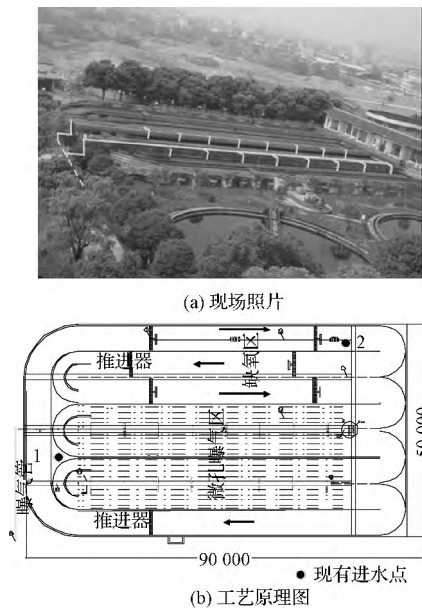 (a) 现场照片
2
推进器
缺氧区
1
曝气管
微孔曝气区
推进器
50 000
90 000
● 现有进水点
(b) 工艺原理图